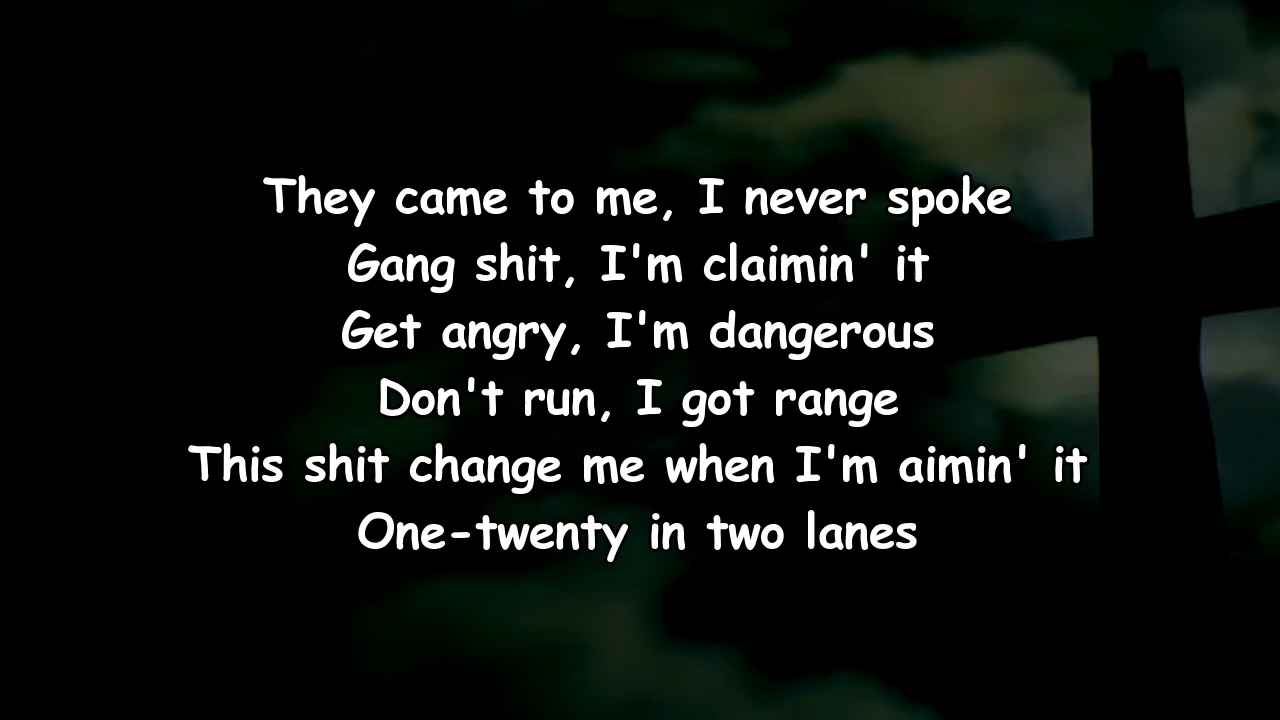 They came to me, I never spoke
Gang shit, I'm claimin' it
Get angry, I'm dangerous
Don't run, I got range
This shit change me when I'm aimin' it
One-twenty in two lanes